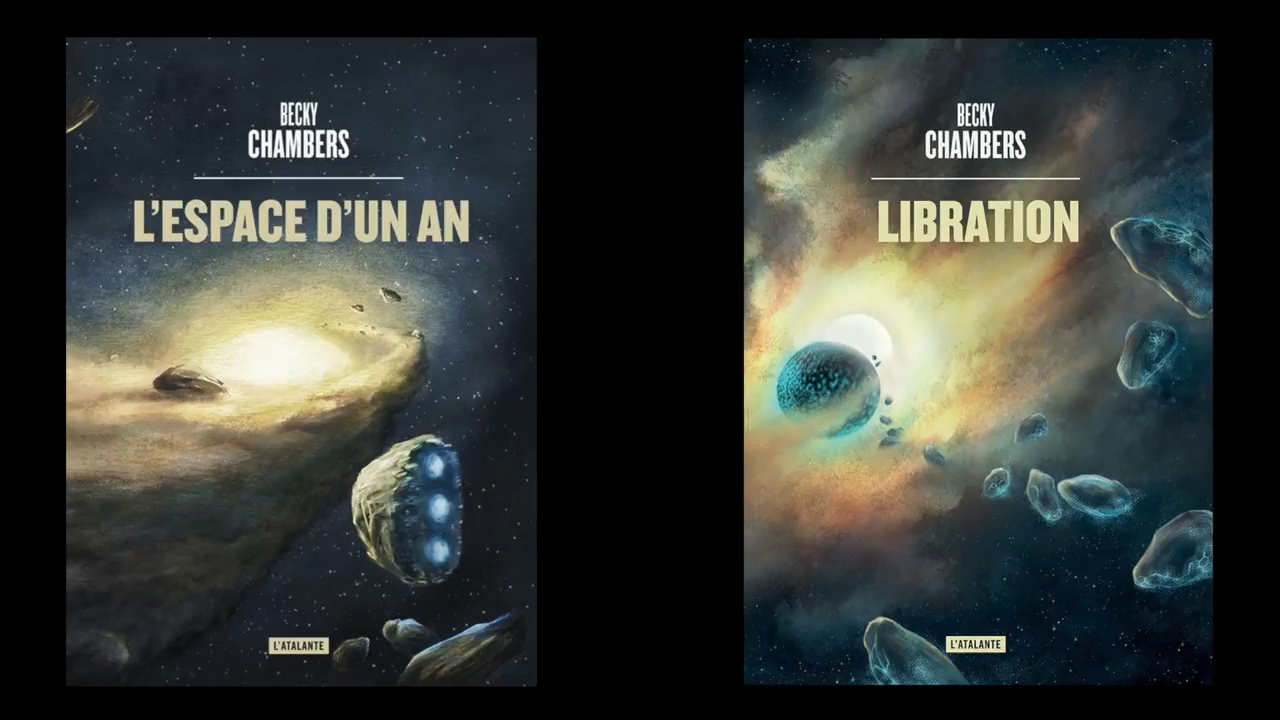 BECKY
CHAMBERS
L'ESPACE D'UN AN
L'ATALANTE
BECKY
CHAMBERS
LIBRATION
L'ATALANTE